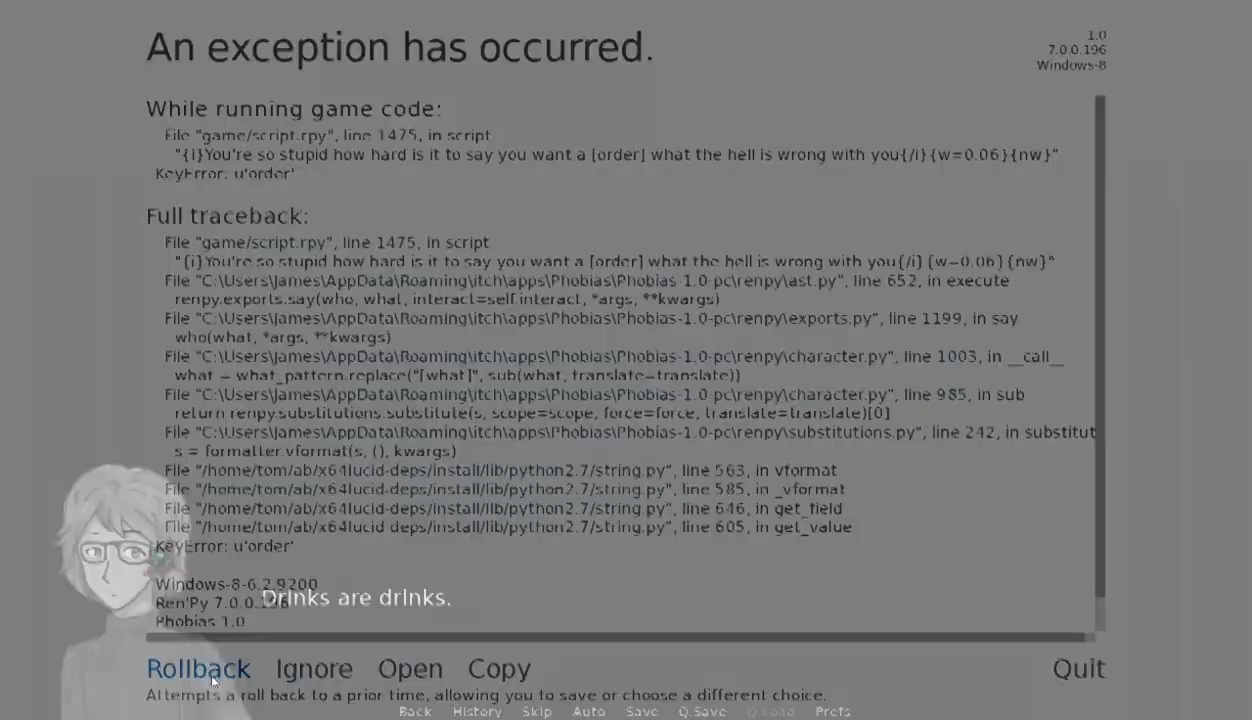 An exception has occurred.
1.0
7.0.0.196
Windows-8
While running game code:
File "game/script.rpy", line 1475, in script
"{i}You're so stupid how hard is it to say you want a [order] what the hell is wrong with you{/i}{w=0.06}{nw}"
KeyError: u'order'
Full traceback:
File "game/script.rpy", line 1475, in script
"{i}You're so stupid how hard is it to say you want a [order] what the hell is wrong with you{/i}{w=0.06}{nw}"
File "C:\Users\James\AppData\Roaming\itch\apps\Phobias\Phobias-1.0-pc\renpy\ast.py", line 652, in execute
renpy.exports.say(who, what, interact=self.interact, *args, **kwargs)
File "C:\Users\James\AppData\Roaming\itch\apps\Phobias\Phobias-1.0-pc\renpy\exports.py", line 1199, in say
who(what, *args, **kwargs)
File "C:\Users\James\AppData\Roaming\itch\apps\Phobias\Phobias-1.0-pc\renpy\character.py", line 1003, in __call__
what = what_pattern.replace("[what]", sub(what, translate=translate))
File "C:\Users\James\AppData\Roaming\itch\apps\Phobias\Phobias-1.0-pc\renpy\character.py", line 985, in sub
return renpy.substitutions.substitute(s, scope=scope, force=force, translate=translate)[0]
File "C:\Users\James\AppData\Roaming\itch\apps\Phobias\Phobias-1.0-pc\renpy\substitutions.py", line 242, in substitut
s = formatter.vformat(s, (), kwargs)
File "/home/tom/ab/x64lucid-deps/install/lib/python2.7/string.py", line 563, in vformat
File "/home/tom/ab/x64lucid-deps/install/lib/python2.7/string.py", line 585, in _vformat
File "/home/tom/ab/x64lucid-deps/install/lib/python2.7/string.py", line 646, in get_field
File "/home/tom/ab/x64lucid-deps/install/lib/python2.7/string.py", line 605, in get_value
KeyError: u'order'
Windows-8-6.2.9200
Ren'Py 7.0.0.196
Drinks are drinks.
Phobias 1.0
Rollback Ignore Open Copy Quit
Attempts a roll back to a prior time, allowing you to save or choose a different choice.
Back History Skip Auto Save Q.Save Q.Load Prefs